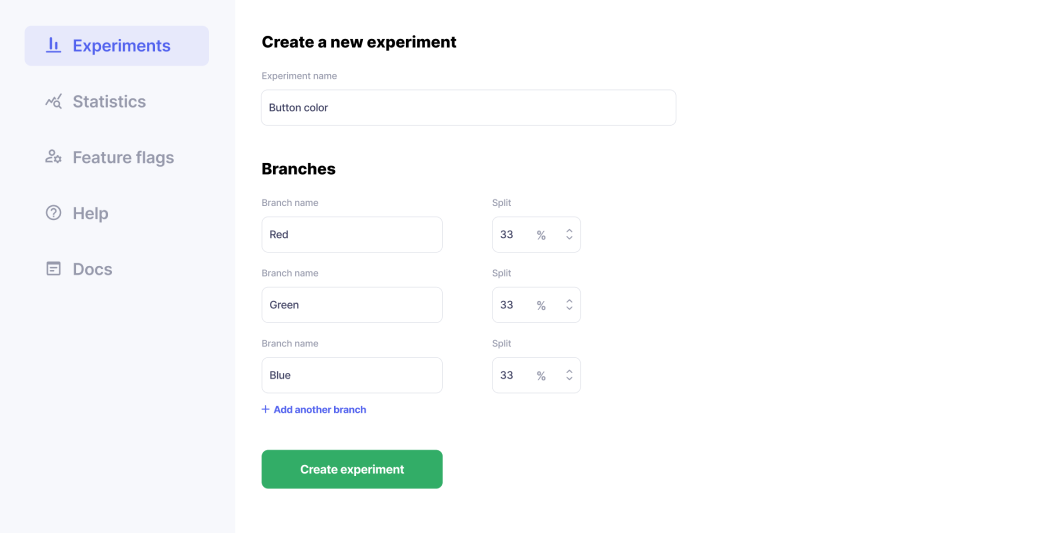 Experiments
Statistics
Feature flags
Help
Docs
Create a new experiment
Experiment name
Button color
Branches
Branch name Split
Red 33 %
Branch name Split
Green 33 %
Branch name Split
Blue 33 %
+ Add another branch
Create experiment